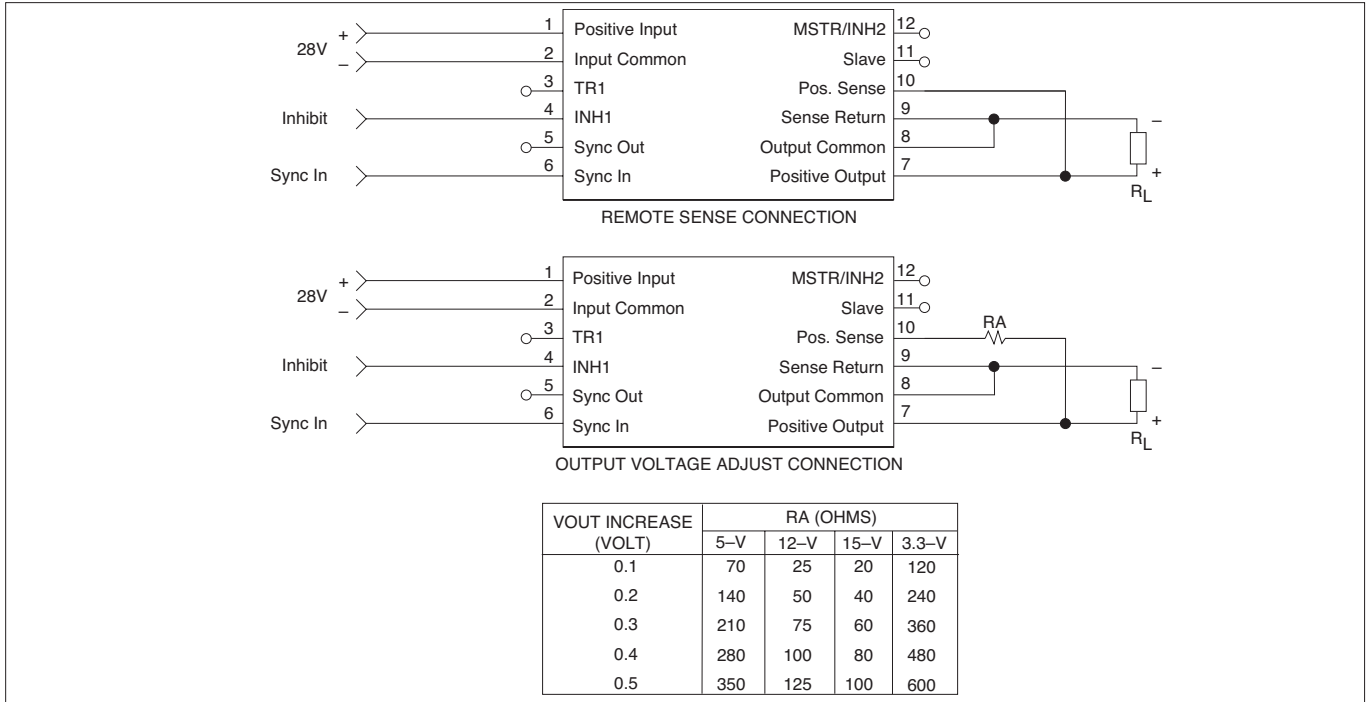 1 Positive Input MSTR/INH2 12
28V + –
2 Input Common Slave 11
3 TR1 Pos. Sense 10
Inhibit 4 INH1 Sense Return 9 –
5 Sync Out Output Common 8
Sync In 6 Sync In Positive Output 7 +
RL
REMOTE SENSE CONNECTION
1 Positive Input MSTR/INH2 12
28V + –
2 Input Common Slave 11
3 TR1 Pos. Sense 10 RA
Inhibit 4 INH1 Sense Return 9 –
5 Sync Out Output Common 8
Sync In 6 Sync In Positive Output 7 +
RL
OUTPUT VOLTAGE ADJUST CONNECTION
VOUT INCREASE RA (OHMS)
(VOLT) 5–V 12–V 15–V 3.3–V
0.1 70 25 20 120
0.2 140 50 40 240
0.3 210 75 60 360
0.4 280 100 80 480
0.5 350 125 100 600